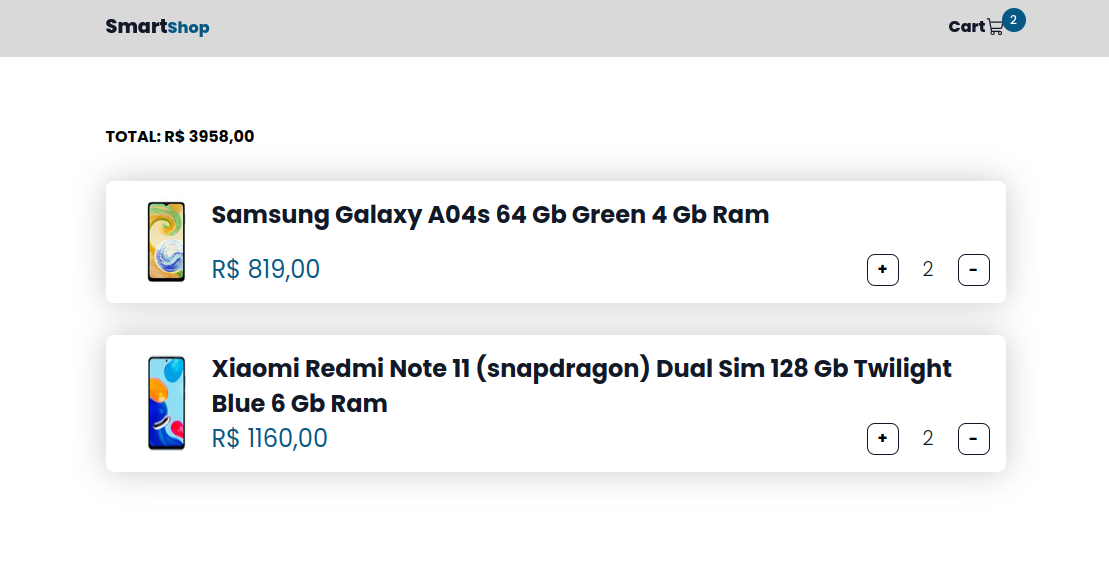 SmartShop
Cart 2
TOTAL: R$ 3958,00
Samsung Galaxy A04s 64 Gb Green 4 Gb Ram
R$ 819,00
+ 2 -
Xiaomi Redmi Note 11 (snapdragon) Dual Sim 128 Gb Twilight
Blue 6 Gb Ram
R$ 1160,00
+ 2 -